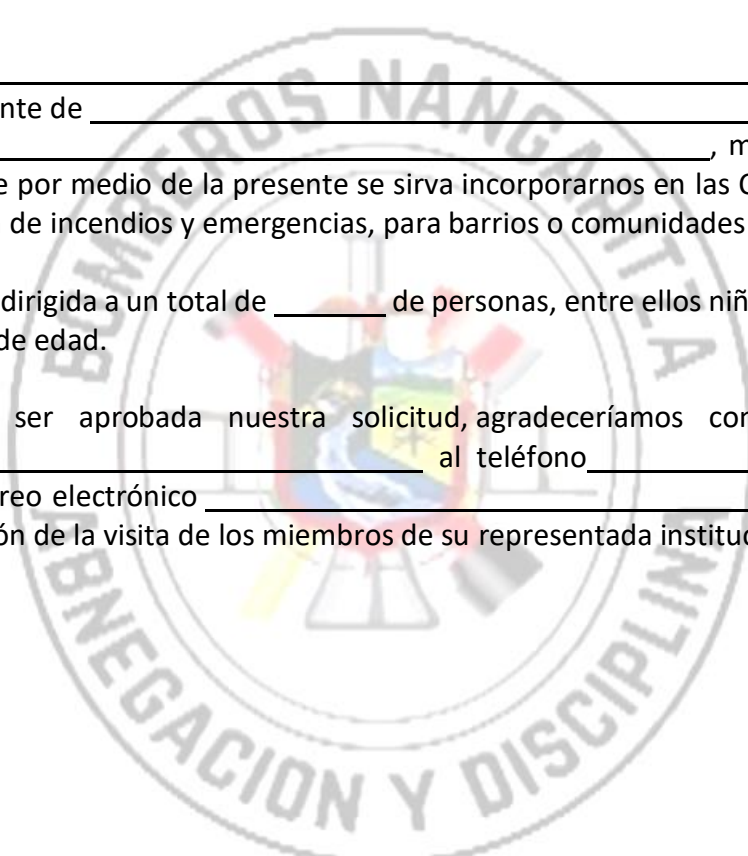 BOMBEROS NANGARITZA
nte de
, m
e por medio de la presente se sirva incorporarnos en las C
de incendios y emergencias, para barrios o comunidades
dirigida a un total de de personas, entre ellos niñ
de edad.
ser aprobada nuestra solicitud, agradeceríamos con
al teléfono
reo electrónico
ón de la visita de los miembros de su representada instituc
ABNEGACION Y DISCIPLINA